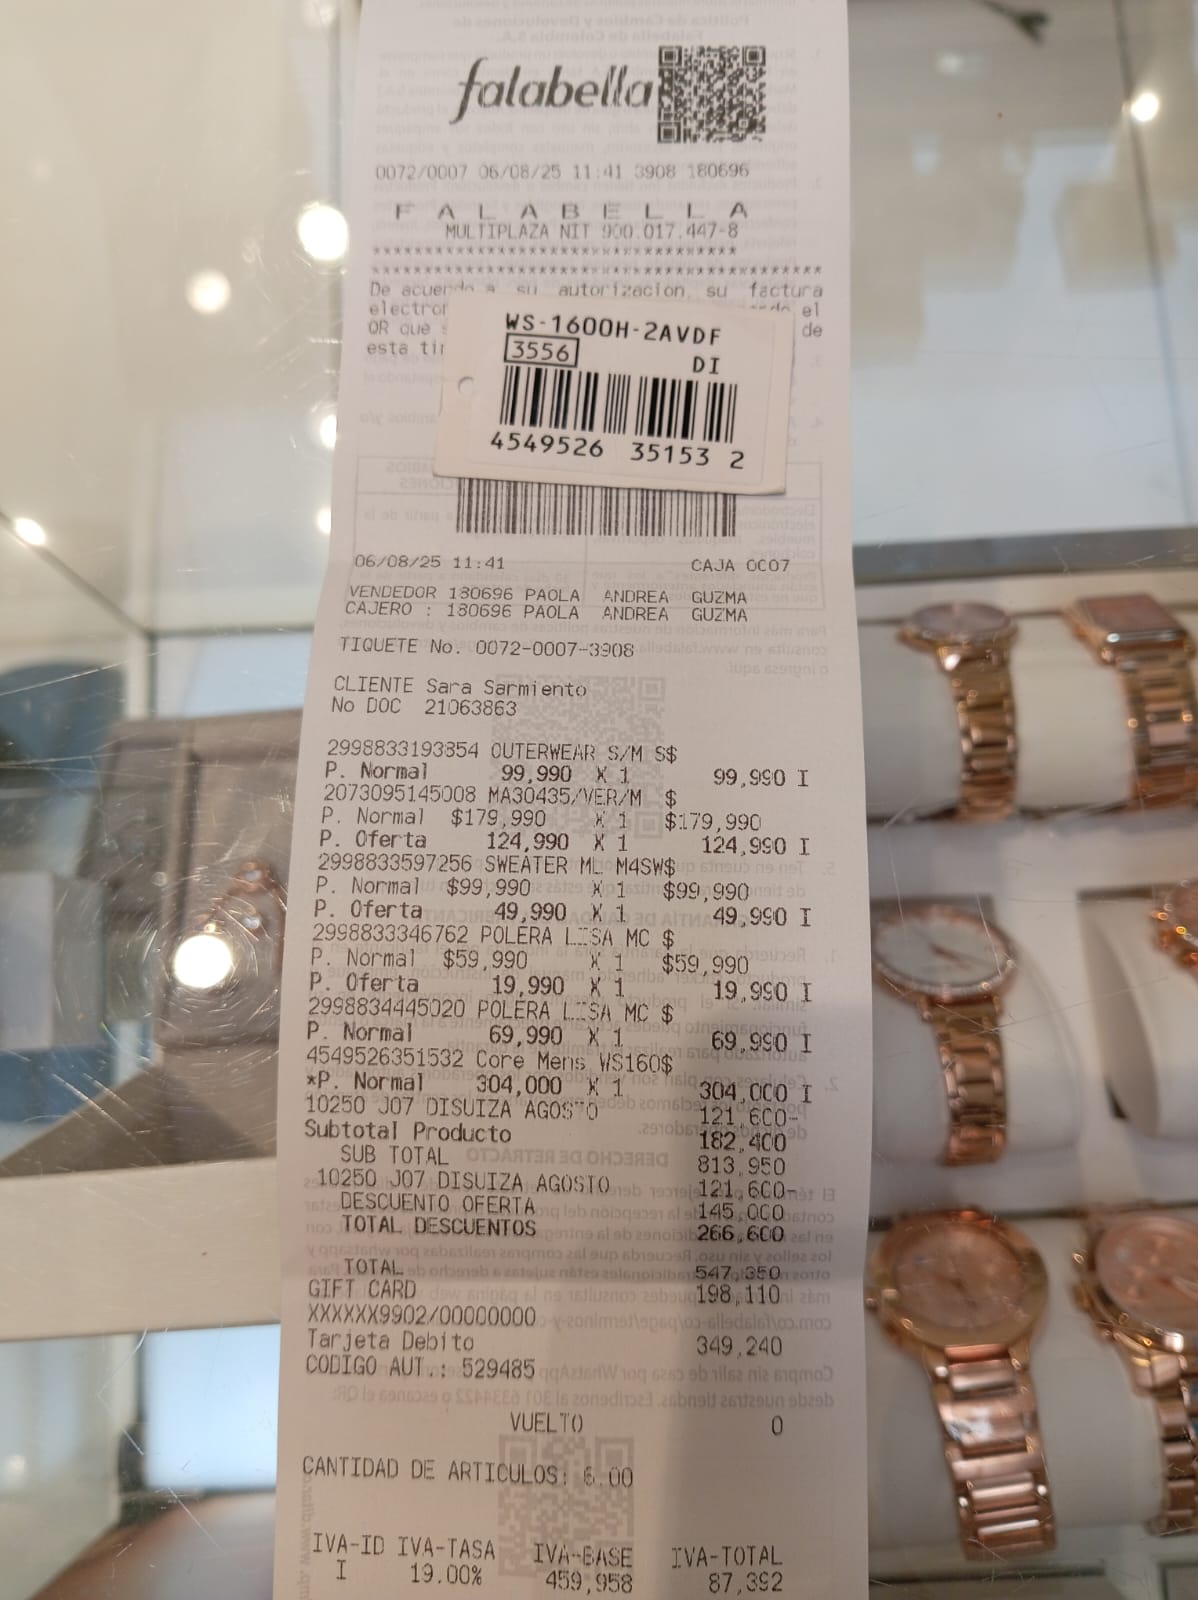 falabella
0072/0007 06/08/25 11:41 3908 180696
F A L A B E L L A
MULTIPLAZA NIT 900.017.447-8
************************************
********************************************
De acuerdo a su autorizacion, su factura
electror el
QR que de
esta tir
WS-1600H-2AVDF
3556
DI
4549526 35153 2
06/08/25 11:41 CAJA 0007
VENDEDOR 180696 PAOLA ANDREA GUZMA
CAJERO : 180696 PAOLA ANDREA GUZMA
TIQUETE No. 0072-0007-3908
CLIENTE Sara Sarmiento
No DOC 21063863
2998833193854 OUTERWEAR S/M S$
P. Normal 99,990 X 1 99,990 I
2073095145008 MA30435/VER/M $
P. Normal $179,990 X 1 $179,990
P. Oferta 124,990 X 1 124,990 I
2998833597256 SWEATER ML M4SW$
P. Normal $99,990 X 1 $99,990
P. Oferta 49,990 X 1 49,990 I
2998833346762 POLERA LISA MC $
P. Normal $59,990 X 1 $59,990
P. Oferta 19,990 X 1 19,990 I
2998834445020 POLERA LISA MC $
P. Normal 69,990 X 1 69,990 I
4549526351532 Core Mens WS160$
*P. Normal 304,000 X 1 304,000 I
10250 J07 DISUIZA AGOSTO 121,600-
Subtotal Producto 182,400
SUB TOTAL 813,950
10250 J07 DISUIZA AGOSTO 121,600-
DESCUENTO OFERTA 145,000
TOTAL DESCUENTOS 266,600
TOTAL 547,350
GIFT CARD 198,110
XXXXXX9902/00000000
Tarjeta Debito 349,240
CODIGO AUT.: 529485
VUELTO 0
CANTIDAD DE ARTICULOS: 6.00
IVA-ID IVA-TASA IVA-BASE IVA-TOTAL
I 19.00% 459,958 87,392